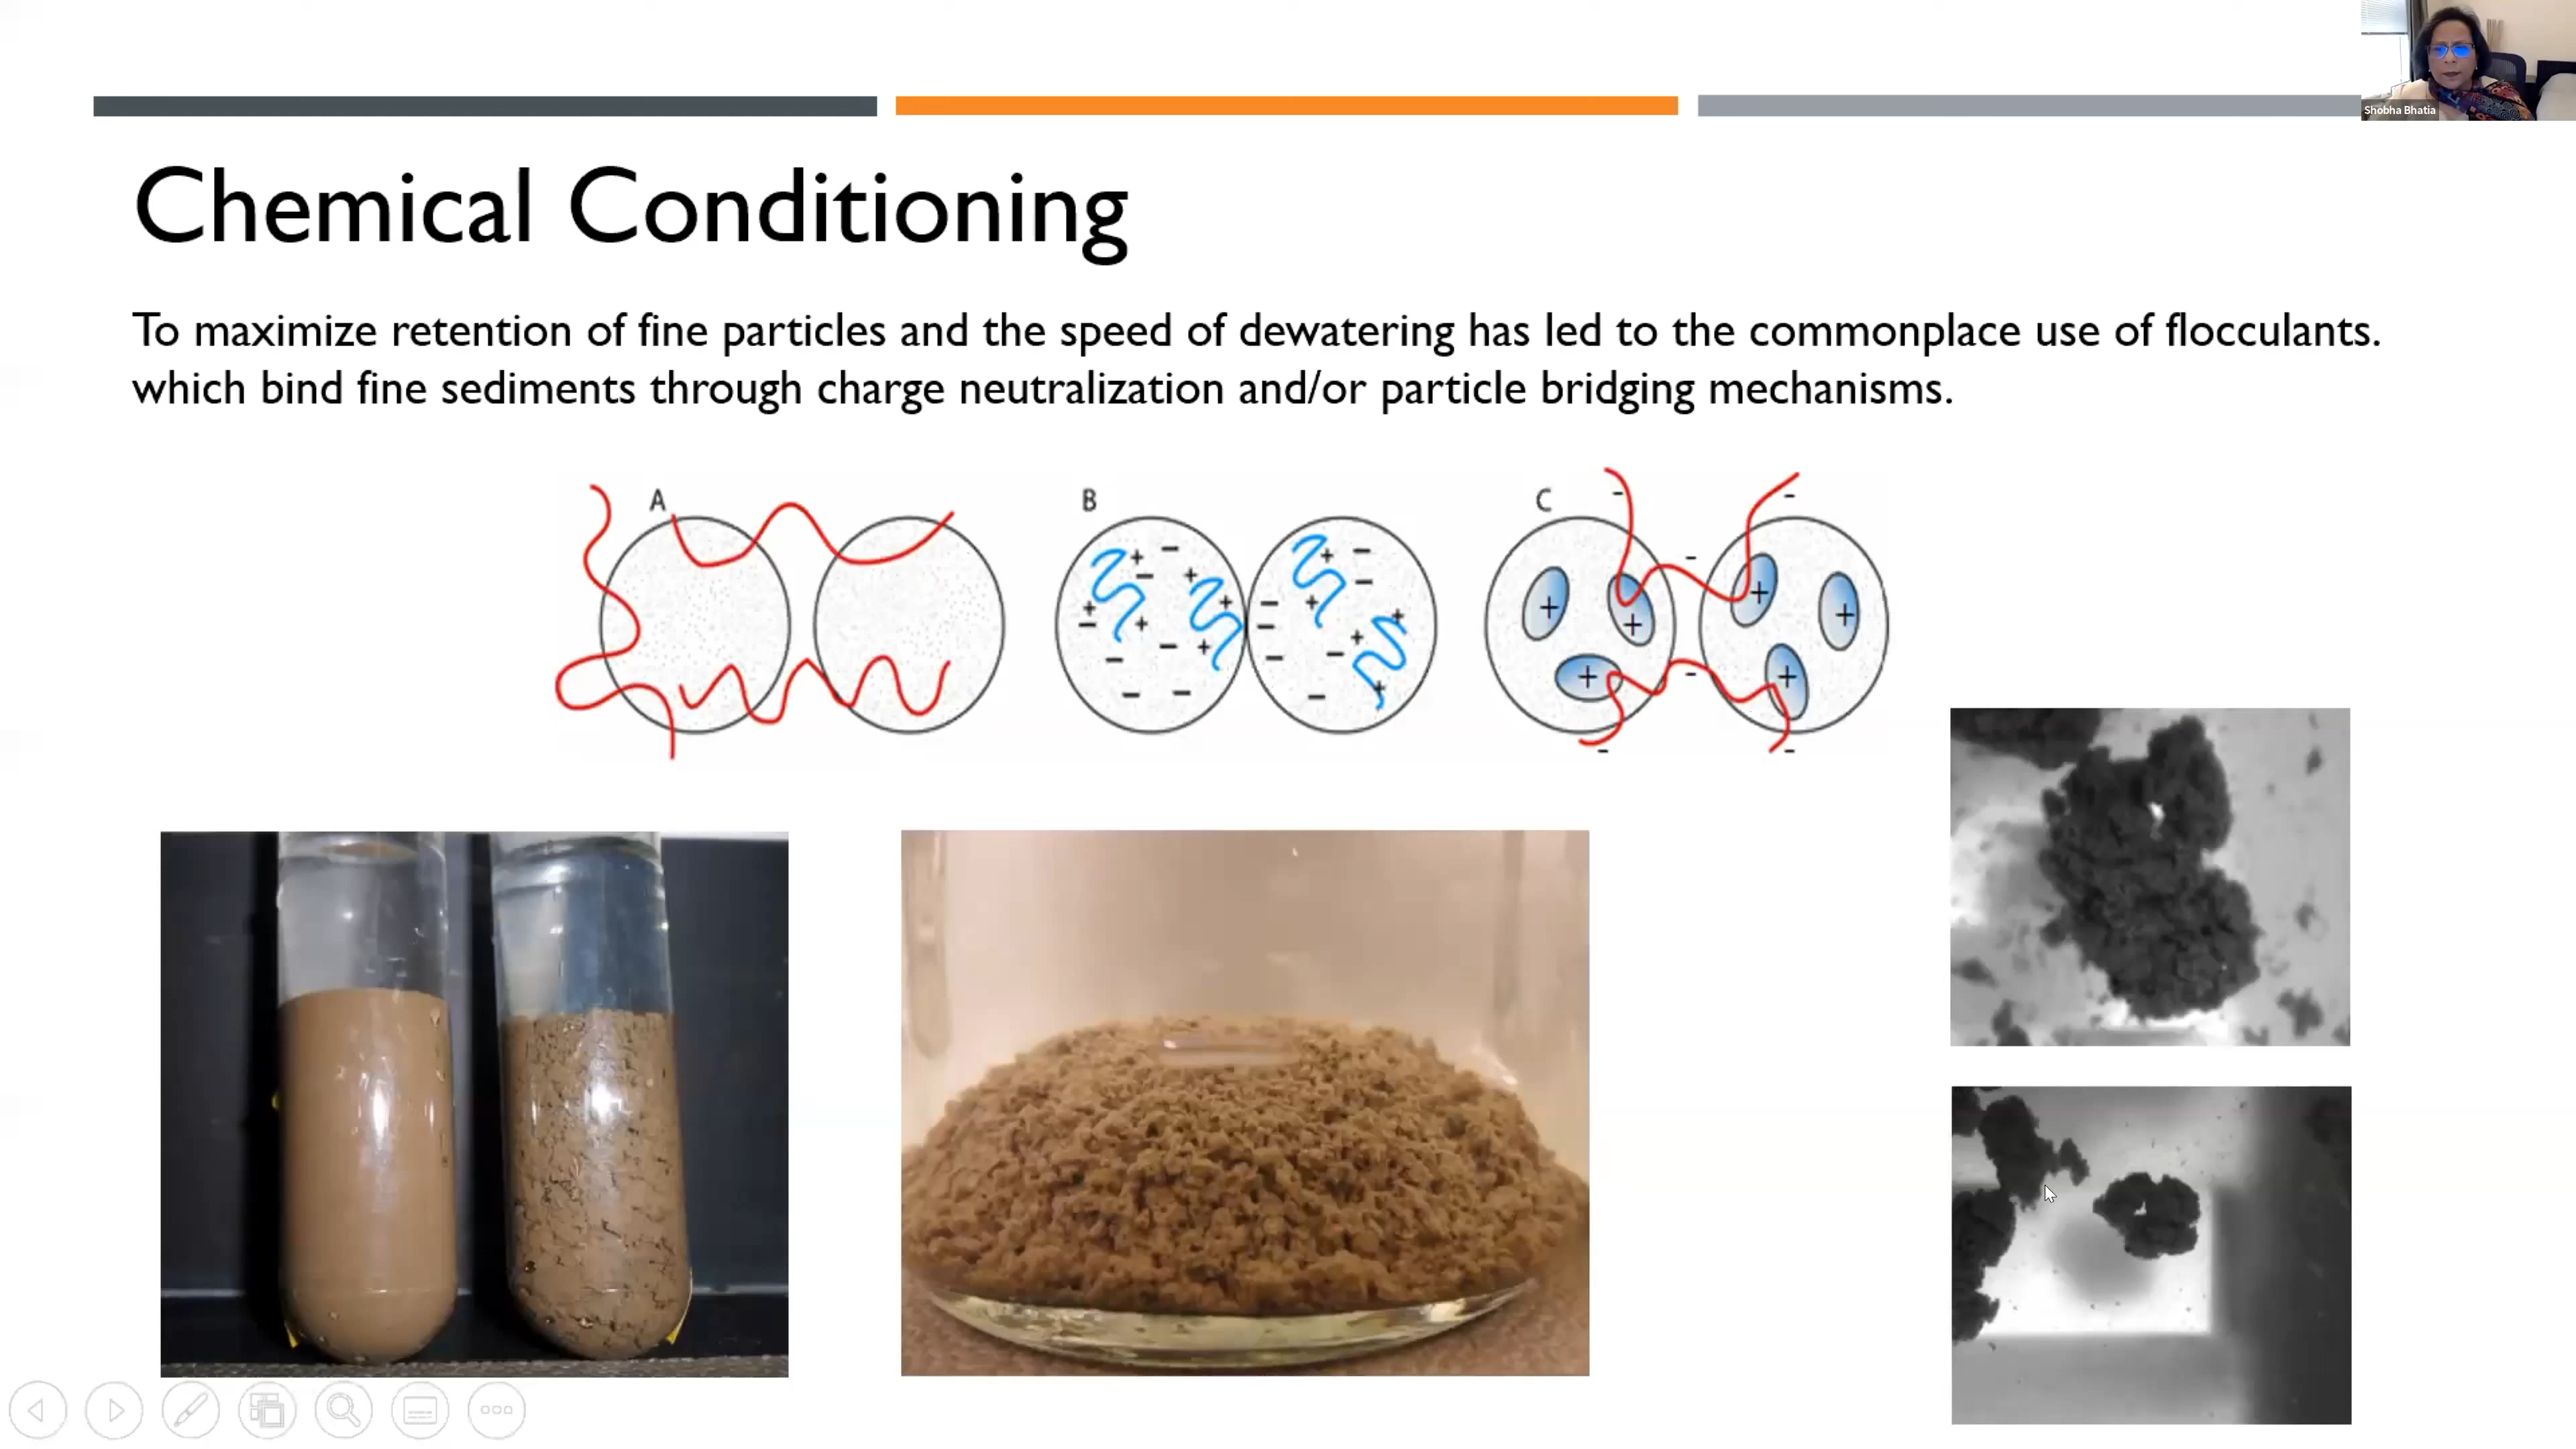 Shobha Bhatia
Chemical Conditioning
To maximize retention of fine particles and the speed of dewatering has led to the commonplace use of flocculants.
which bind fine sediments through charge neutralization and/or particle bridging mechanisms.
A
B
C